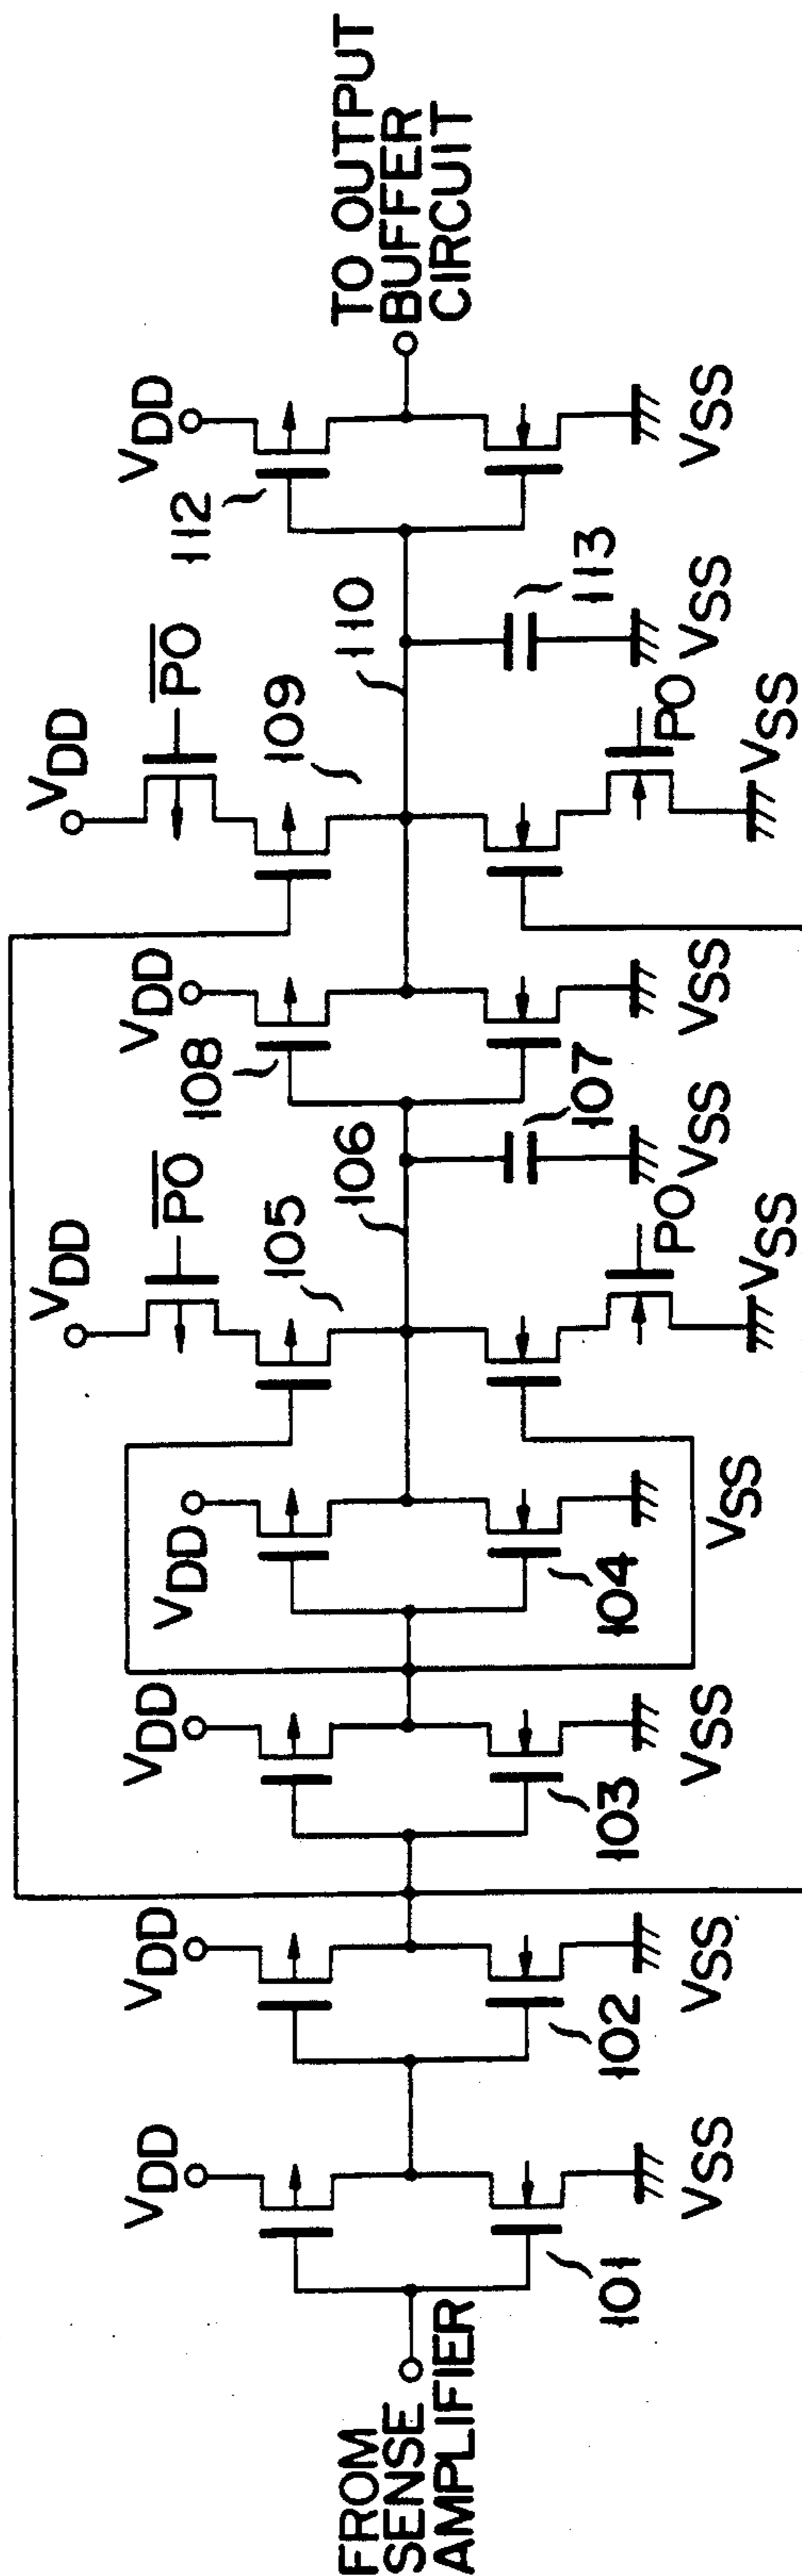 FROM
SENSE
AMPLIFIER
VDD
101
VSS
VDD
102
VSS
VDD
103
VSS
VDD
104
VSS
VDD
PO
105
106
PO
VSS
107
VSS
VDD
108
VSS
VDD
PO
109
110
PO
VSS
113
VSS
VDD
112
VSS
TO OUTPUT
BUFFER
CIRCUIT